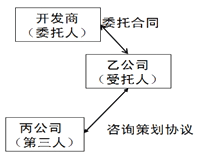 开发商
（委托人）
委托合同
乙公司
（受托人）
丙公司
（第三人）
咨询策划协议